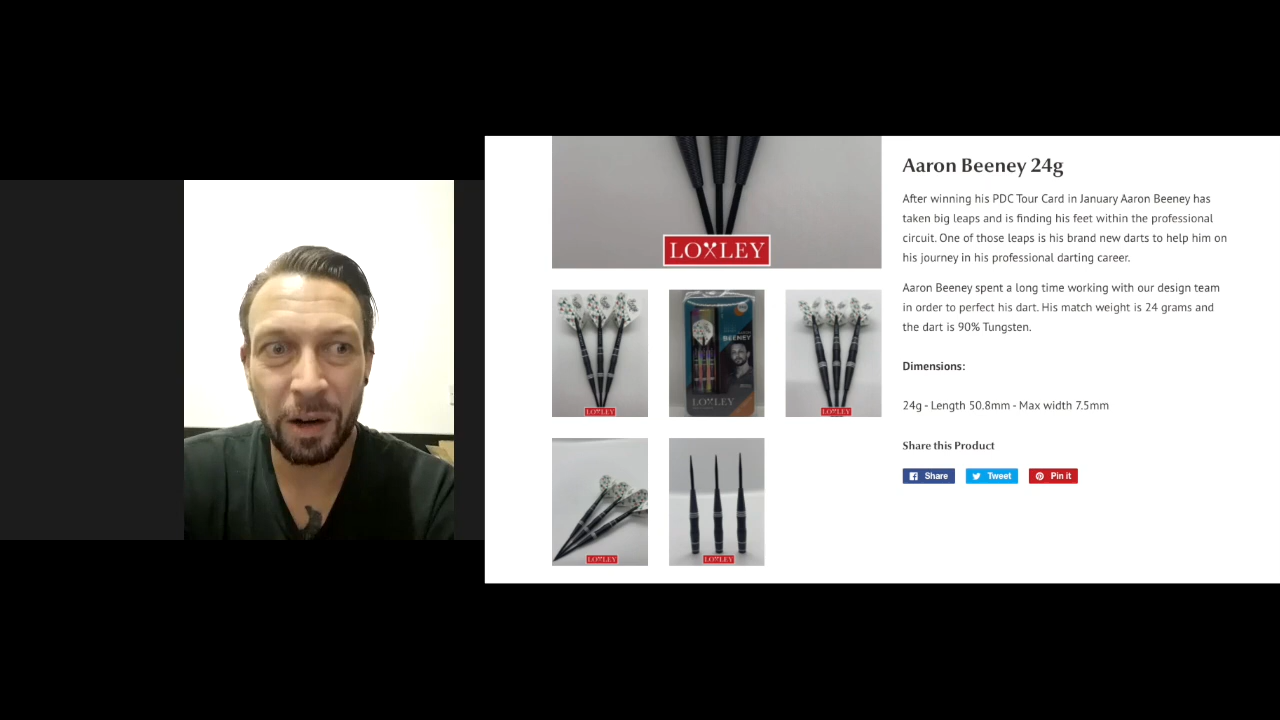 Aaron Beeney 24g
After winning his PDC Tour Card in January Aaron Beeney has
taken big leaps and is finding his feet within the professional
circuit. One of those leaps is his brand new darts to help him on
his journey in his professional darting career.
Aaron Beeney spent a long time working with our design team
in order to perfect his dart. His match weight is 24 grams and
the dart is 90% Tungsten.
Dimensions:
24g - Length 50.8mm - Max width 7.5mm
Share this Product
Share
Tweet
Pin it
LOXLEY
BEENEY
LOXLEY
LOXLEY
LOXLEY
LOXLEY
LOXLEY